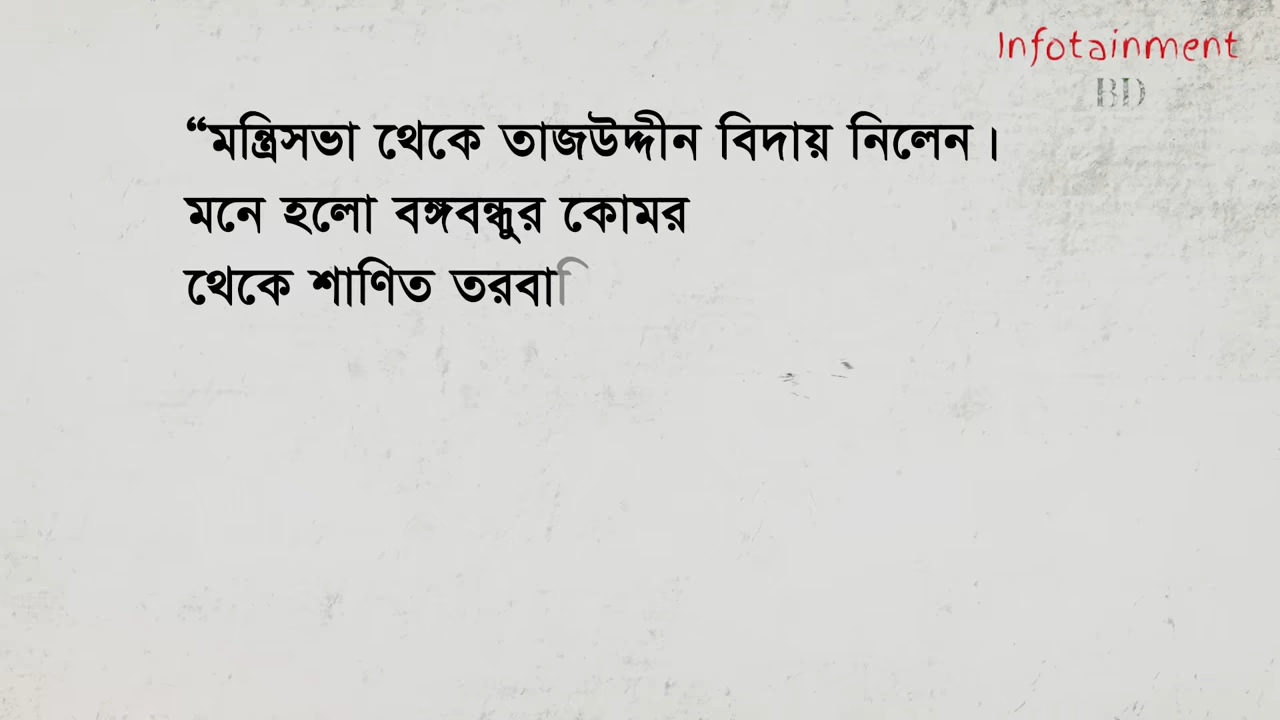 Infotainment
BD
“মন্ত্রিসভা থেকে তাজউদ্দীন বিদায় নিলেন।
মনে হলো বঙ্গবন্ধুর কোমর
থেকে শাণিত তরবাি